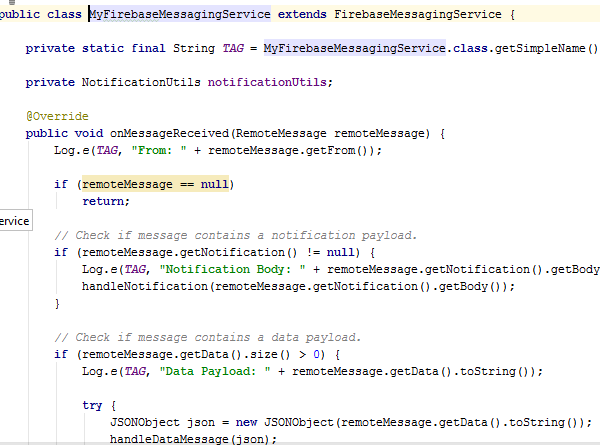 public class MyFirebaseMessagingService extends FirebaseMessagingService {
private static final String TAG = MyFirebaseMessagingService.class.getSimpleName()
private NotificationUtils notificationUtils;
@Override
public void onMessageReceived(RemoteMessage remoteMessage) {
Log.e(TAG, "From: " + remoteMessage.getFrom());
if (remoteMessage == null)
return;
ervice
// Check if message contains a notification payload.
if (remoteMessage.getNotification() != null) {
Log.e(TAG, "Notification Body: " + remoteMessage.getNotification().getBody
handleNotification(remoteMessage.getNotification().getBody());
}
// Check if message contains a data payload.
if (remoteMessage.getData().size() > 0) {
Log.e(TAG, "Data Payload: " + remoteMessage.getData().toString());
try {
JSONObject json = new JSONObject(remoteMessage.getData().toString());
handleDataMessage(json);